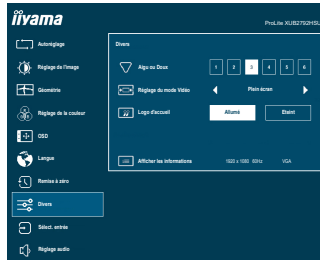 iiyama
ProLite XUB2792HSU
Autoréglage
Réglage de l'image
Géométrie
Réglage de la couleur
OSD
Langue
Remise à zéro
Divers
Sélect. entrée
Réglage audio
Divers
Aigu ou Doux
1 2 3 4 5 6
Réglage du mode Vidéo
Plein écran
Logo d'accueil
Allumé
Eteint
Afficher les informations
1920 x 1080 60Hz
VGA